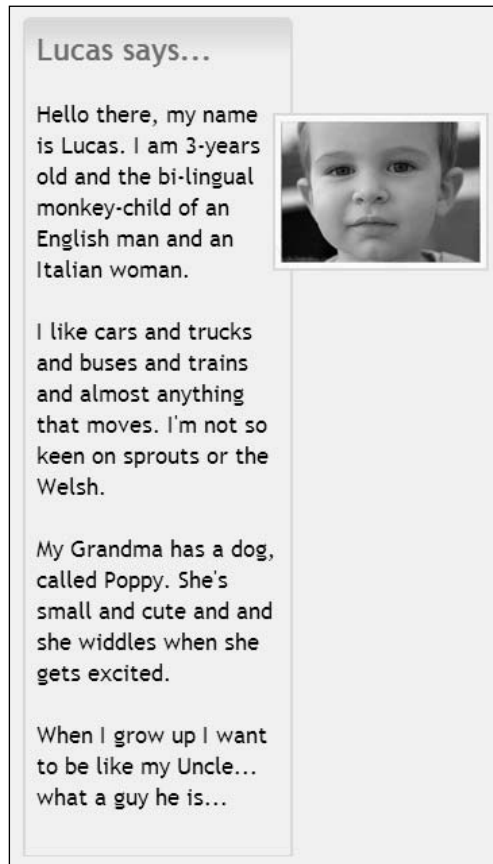 Lucas says...
Hello there, my name
is Lucas. I am 3-years
old and the bi-lingual
monkey-child of an
English man and an
Italian woman.
I like cars and trucks
and buses and trains
and almost anything
that moves. I'm not so
keen on sprouts or the
Welsh.
My Grandma has a dog,
called Poppy. She's
small and cute and and
she widdles when she
gets excited.
When I grow up I want
to be like my Uncle...
what a guy he is...